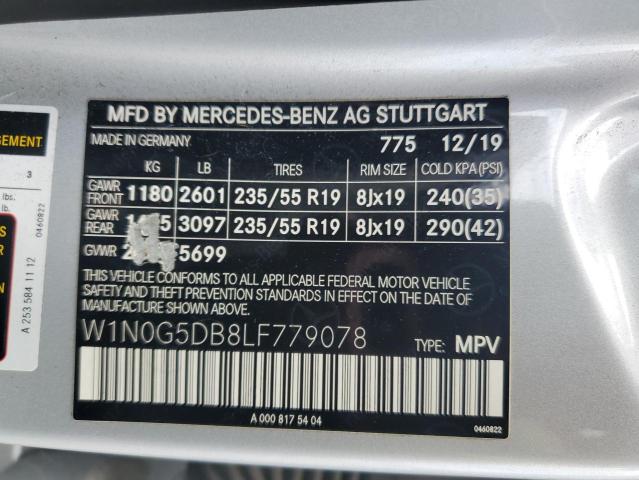 MFD BY MERCEDES-BENZ AG STUTTGART
MADE IN GERMANY 775 12/19
KG LB TIRES RIM SIZE COLD KPA(PSI)
GAWR FRONT 1180 2601 235/55 R19 8Jx19 240(35)
GAWR REAR 3097 235/55 R19 8Jx19 290(42)
GVWR 5699
THIS VEHICLE CONFORMS TO ALL APPLICABLE FEDERAL MOTOR VEHICLE
SAFETY AND THEFT PREVENTION STANDARDS IN EFFECT ON THE DATE OF
MANUFACTURE SHOWN ABOVE.
W1N0G5DB8LF779078 TYPE: MPV
A 000 817 54 04
0460822
3
lbs.
lb.
0460822
A 253 584 11 12